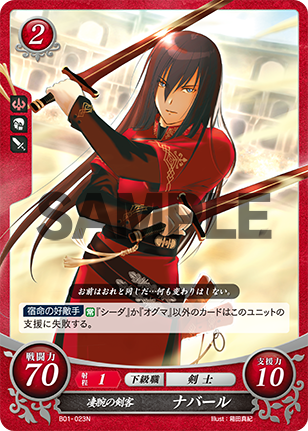 2
SAMPLE
お前はおれと同じだ…何も変わりはしない。
宿命の好敵手 常 『シーダ』か『オグマ』以外のカードはこのユニットの
支援に失敗する。
戦闘力
70
射程 1 下級職 剣士
支援力
10
凄腕の剣客 ナバール
B01-023N
Illust:箱田真紀